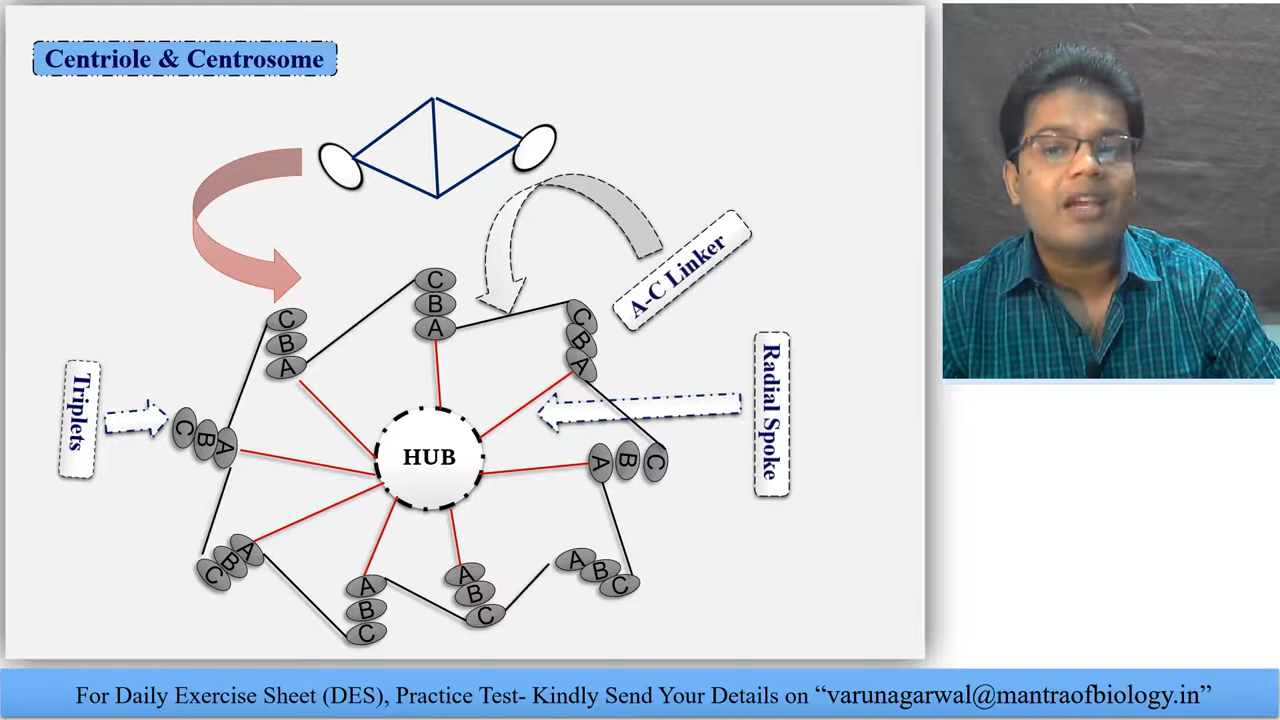 Centriole & Centrosome
A-C Linker
Radial Spoke
Triplets
C
B
A
C
B
A
C
B
A
C
B
A
HUB
A
B
C
A
B
C
A
B
C
A
B
C
A
B
C
For Daily Exercise Sheet (DES), Practice Test- Kindly Send Your Details on “varunagarwal@mantraofbiology.in”